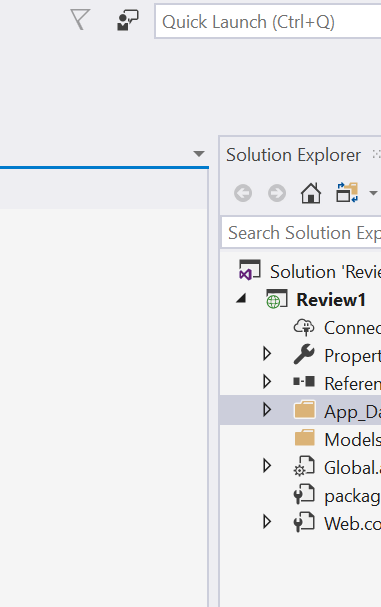 Quick Launch (Ctrl+Q)
Solution Explorer
Search Solution Exp
Solution 'Revie
Review1
Connec
Propert
Referen
App_Da
Models
Global.a
packag
Web.co